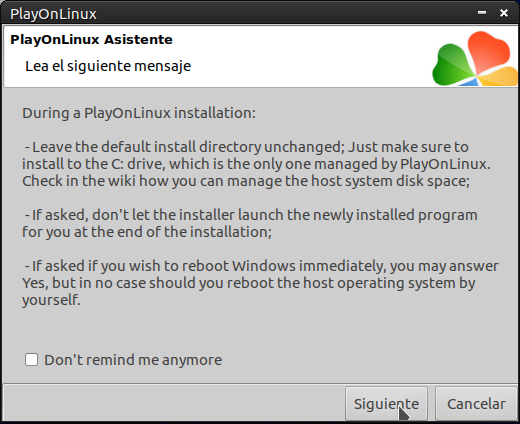 PlayOnLinux
PlayOnLinux Asistente
Lea el siguiente mensaje
During a PlayOnLinux installation:
- Leave the default install directory unchanged; Just make sure to
install to the C: drive, which is the only one managed by PlayOnLinux.
Check in the wiki how you can manage the host system disk space;
- If asked, don't let the installer launch the newly installed program
for you at the end of the installation;
- If asked if you wish to reboot Windows immediately, you may answer
Yes, but in no case should you reboot the host operating system by
yourself.
Don't remind me anymore
Siguiente
Cancelar